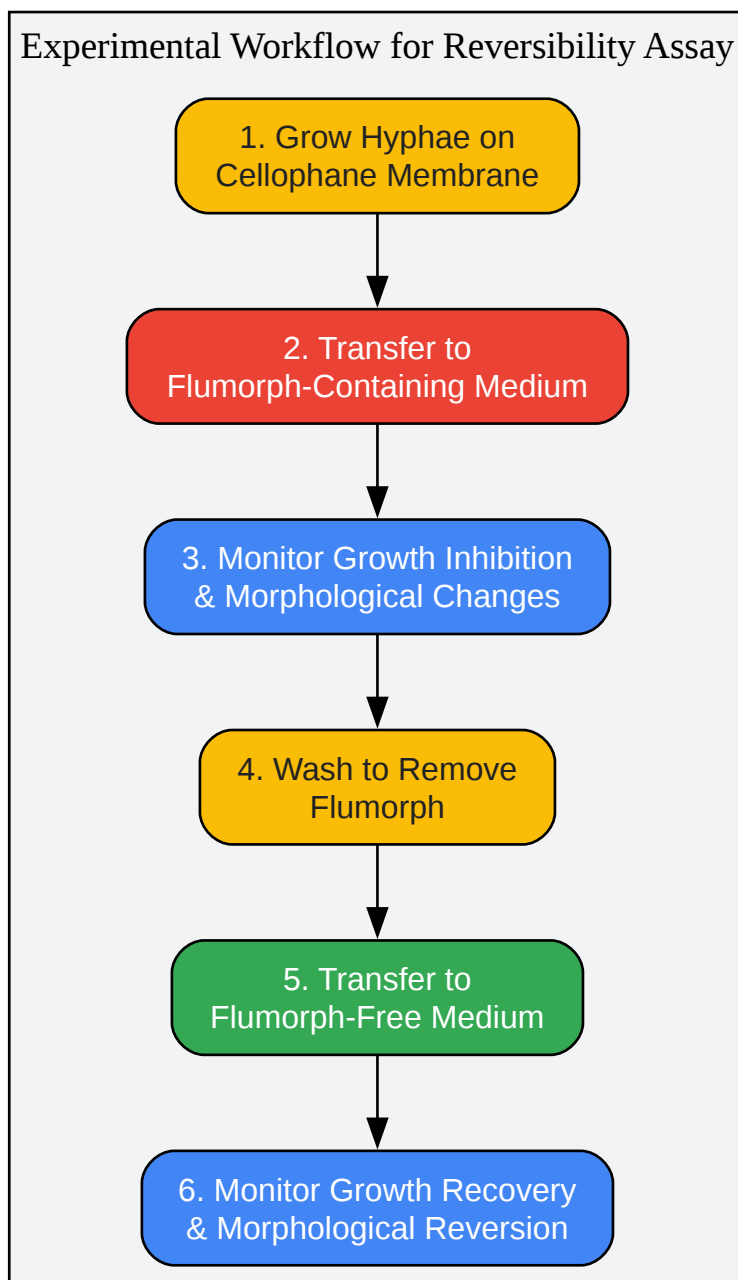 Experimental Workflow for Reversibility Assay
1. Grow Hyphae on
Cellophane Membrane
2. Transfer to
Flumorph-Containing Medium
3. Monitor Growth Inhibition
& Morphological Changes
4. Wash to Remove
Flumorph
5. Transfer to
Flumorph-Free Medium
6. Monitor Growth Recovery
& Morphological Reversion